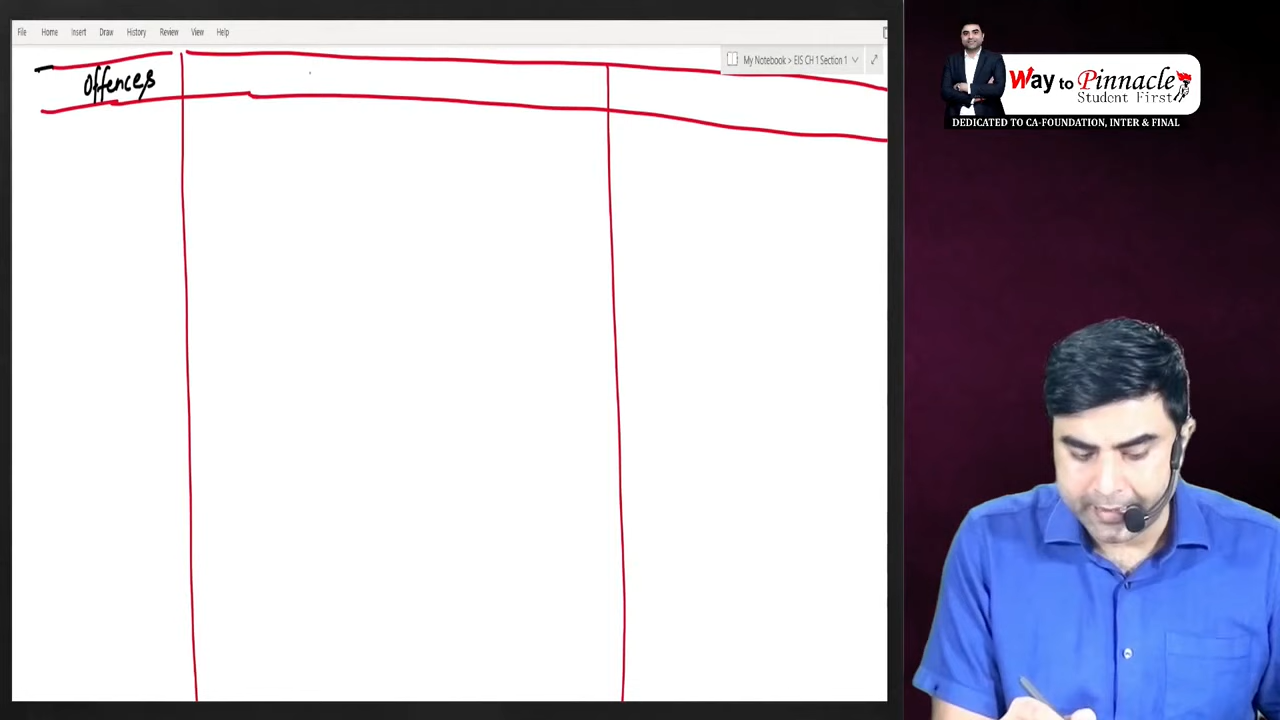 File Home Insert Draw History Review View Help
My Notebook > EIS CH 1 Section 1
Offences
Way to Pinnacle
Student First
DEDICATED TO CA-FOUNDATION, INTER & FINAL